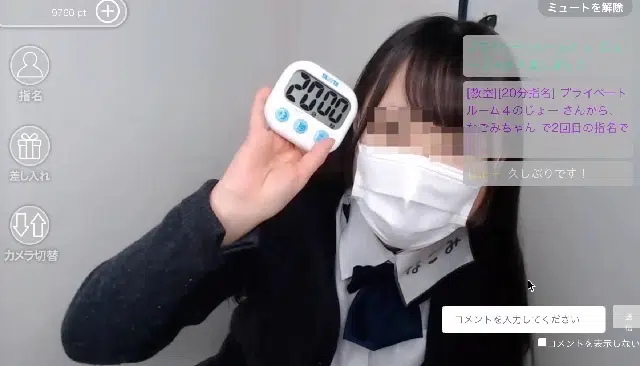 9780 pt
ミュートを解除
指名
差し入れ
カメラ切替
TANITA
20:00
なごみ
[教室][20分指名] プライベート
ルーム４のじょー さんから、
なごみちゃん で2回目の指名で
久しぶりです！
コメントを入力してください
コメントを表示しない